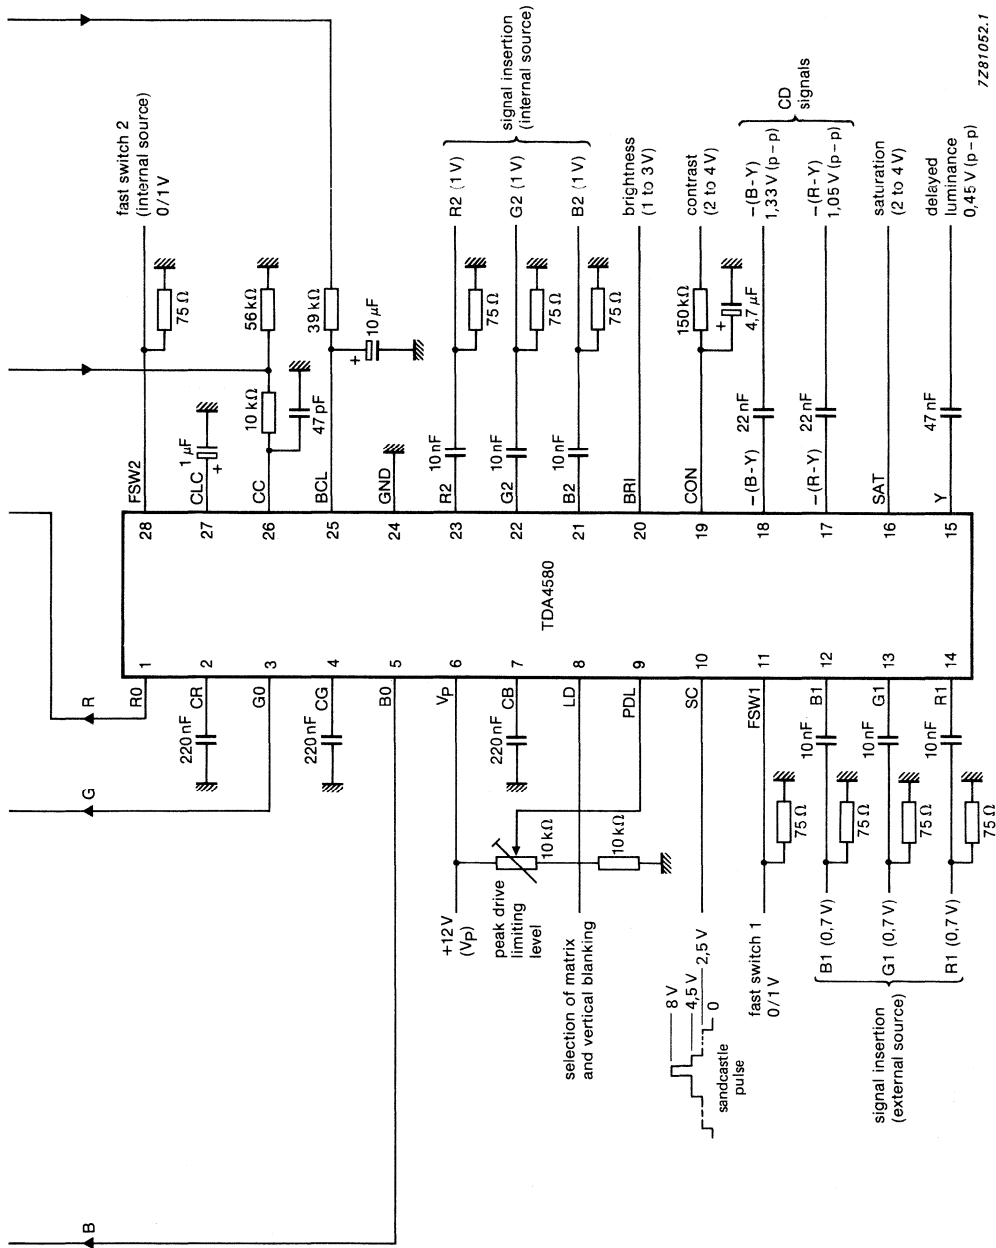 7Z81052.1
fast switch 2
(internal source)
0/1 V
75 Ω
56 kΩ
39 kΩ
10 μF
+
10 kΩ
47 pF
1 μF
+
signal insertion
(internal source)
R2 (1 V)
G2 (1 V)
B2 (1 V)
75 Ω
75 Ω
75 Ω
10 nF
10 nF
10 nF
brightness
(1 to 3 V)
contrast
(2 to 4 V)
150 kΩ
+
4,7 μF
CD
signals
–(B-Y)
1,33 V (p-p)
–(R-Y)
1,05 V (p-p)
22 nF
22 nF
saturation
(2 to 4 V)
delayed
luminance
0,45 V (p-p)
47 nF
FSW2
CLC
CC
BCL
GND
R2
G2
B2
BRI
CON
–(B-Y)
–(R-Y)
SAT
Y
28
27
26
25
24
23
22
21
20
19
18
17
16
15
TDA4580
1
2
3
4
5
6
7
8
9
10
11
12
13
14
R0
CR
G0
CG
B0
VP
CB
LD
PDL
SC
FSW1
B1
G1
R1
R
220 nF
220 nF
220 nF
10 nF
10 nF
10 nF
G
10 kΩ
10 kΩ
75 Ω
75 Ω
75 Ω
75 Ω
+12 V
(VP)
peak drive
limiting
level
selection of matrix
and vertical blanking
8 V
4,5 V
2,5 V
0
sandcastle
pulse
fast switch 1
0/1 V
B1 (0,7 V)
G1 (0,7 V)
R1 (0,7 V)
signal insertion
(external source)
B